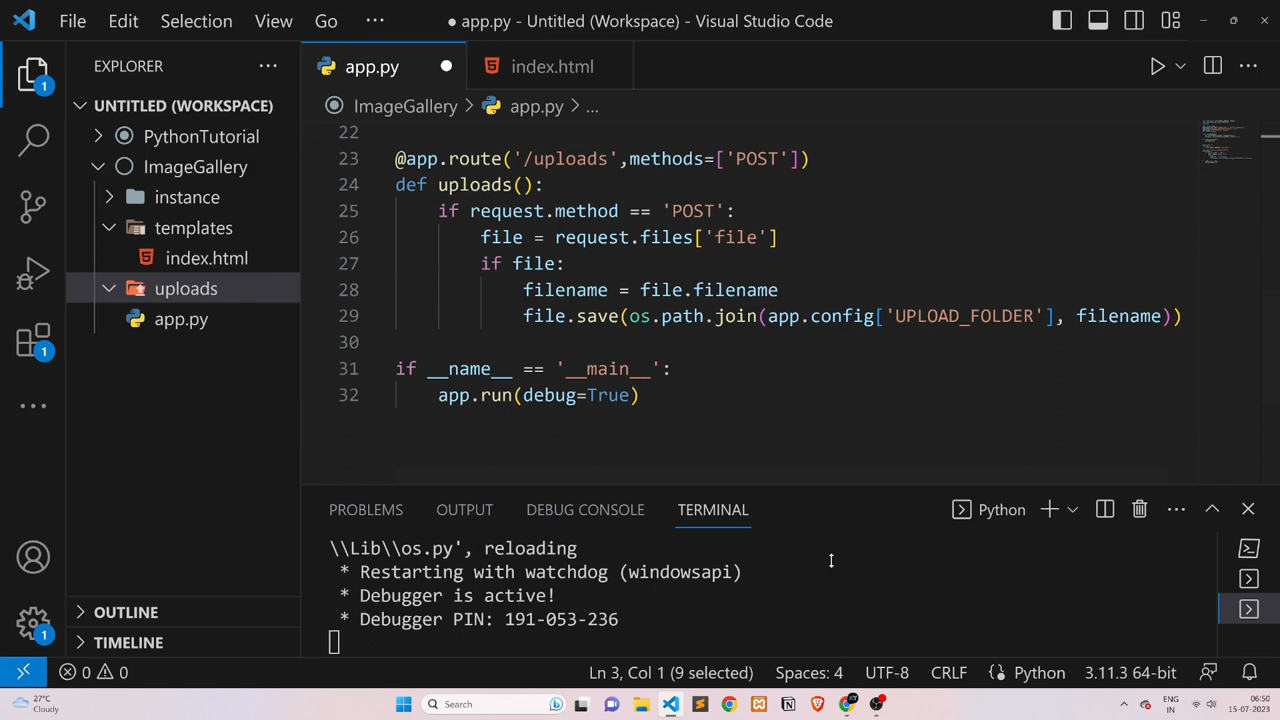 File Edit Selection View Go ··· ● app.py - Untitled (Workspace) - Visual Studio Code
EXPLORER ···
UNTITLED (WORKSPACE)
PythonTutorial
ImageGallery
instance
templates
index.html
uploads
app.py
OUTLINE
TIMELINE
1
1
1
app.py index.html
ImageGallery > app.py > ...
22
23 @app.route('/uploads',methods=['POST'])
24 def uploads():
25 if request.method == 'POST':
26 file = request.files['file']
27 if file:
28 filename = file.filename
29 file.save(os.path.join(app.config['UPLOAD_FOLDER'], filename))
30
31 if __name__ == '__main__':
32 app.run(debug=True)
PROBLEMS OUTPUT DEBUG CONSOLE TERMINAL Python
\\Lib\\os.py', reloading
* Restarting with watchdog (windowsapi)
* Debugger is active!
* Debugger PIN: 191-053-236
0 0 Ln 3, Col 1 (9 selected) Spaces: 4 UTF-8 CRLF Python 3.11.3 64-bit
27°C
Cloudy
Search
ENG
IN
06:50
15-07-2023